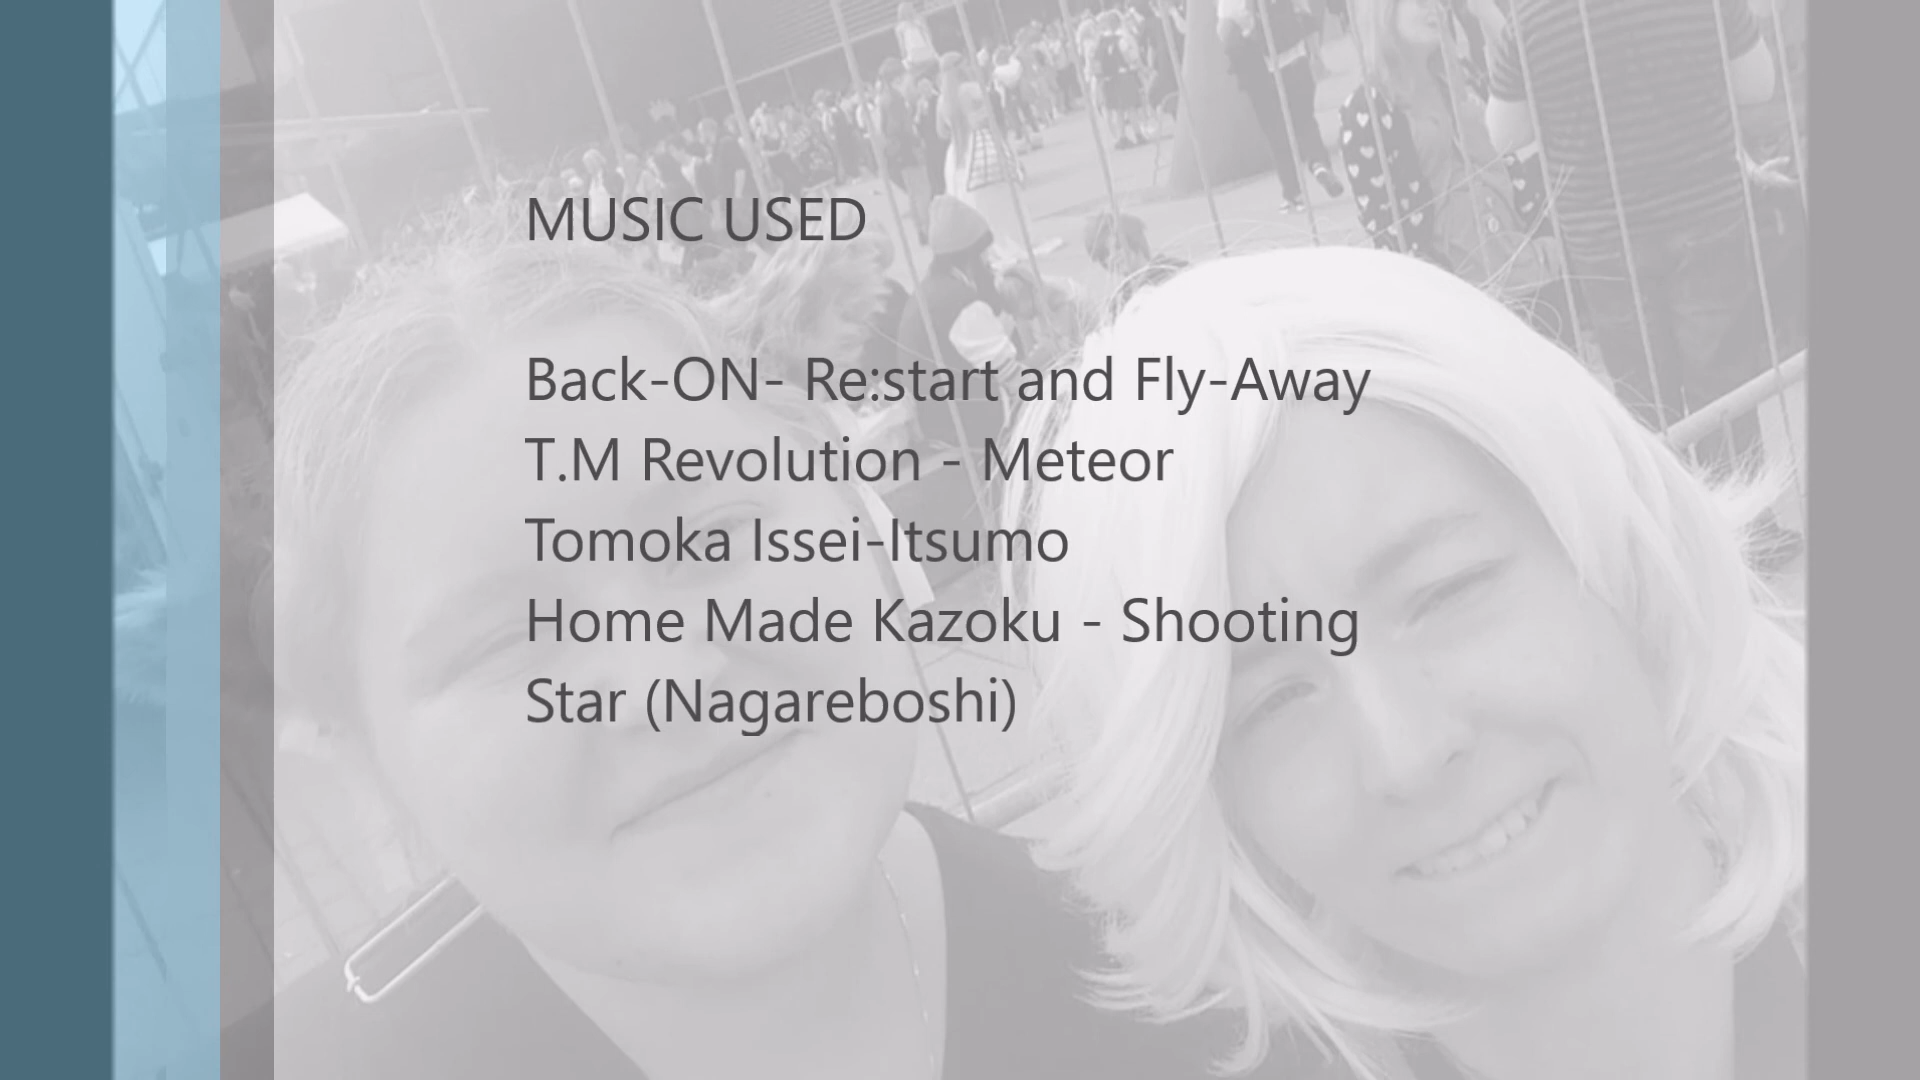 MUSIC USED
Back-ON- Re:start and Fly-Away
T.M Revolution - Meteor
Tomoka Issei-Itsumo
Home Made Kazoku - Shooting
Star (Nagareboshi)